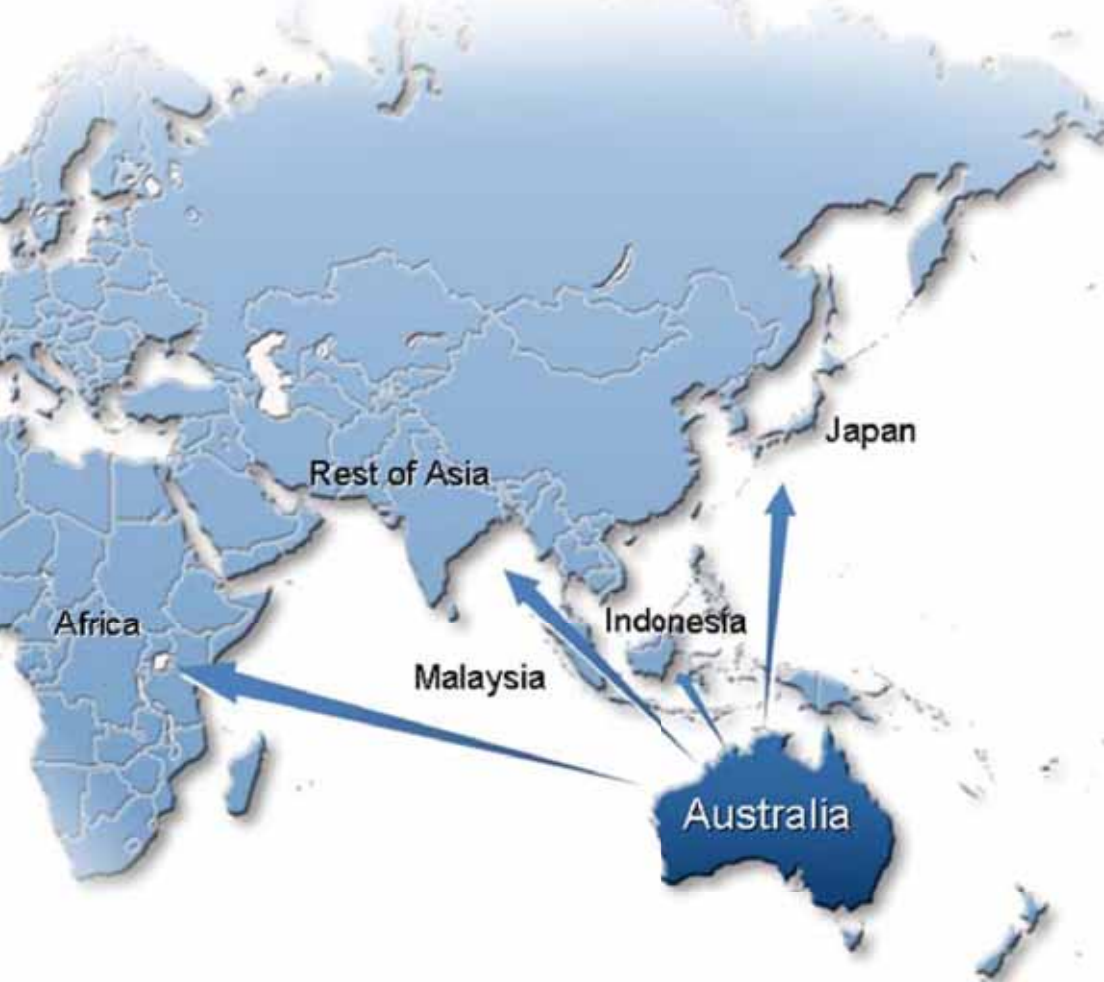 Japan
Rest of Asia
Africa
Indonesia
Malaysia
Australia